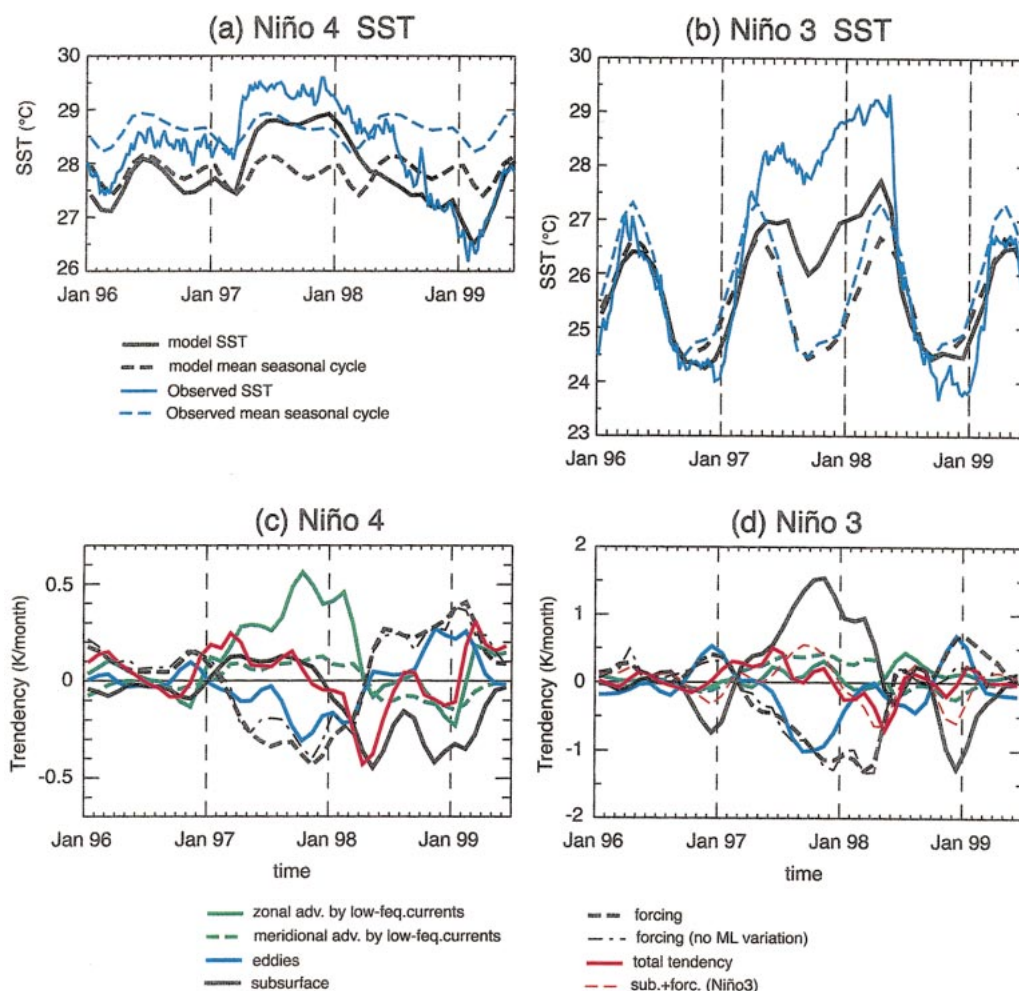 (a) Niño 4 SST
(b) Niño 3 SST
30
29
28
27
26
SST (°C)
Jan 96
Jan 97
Jan 98
Jan 99
30
29
28
27
26
25
24
23
SST (°C)
Jan 96
Jan 97
Jan 98
Jan 99
model SST
model mean seasonal cycle
Observed SST
Observed mean seasonal cycle
(c) Niño 4
(d) Niño 3
0.5
0
-0.5
Trendency (K/month)
Jan 96
Jan 97
Jan 98
Jan 99
time
2
1
0
-1
-2
Trendency (K/month)
Jan 96
Jan 97
Jan 98
Jan 99
time
zonal adv. by low-feq.currents
meridional adv. by low-feq.currents
eddies
subsurface
forcing
forcing (no ML variation)
total tendency
sub.+forc. (Niño3)